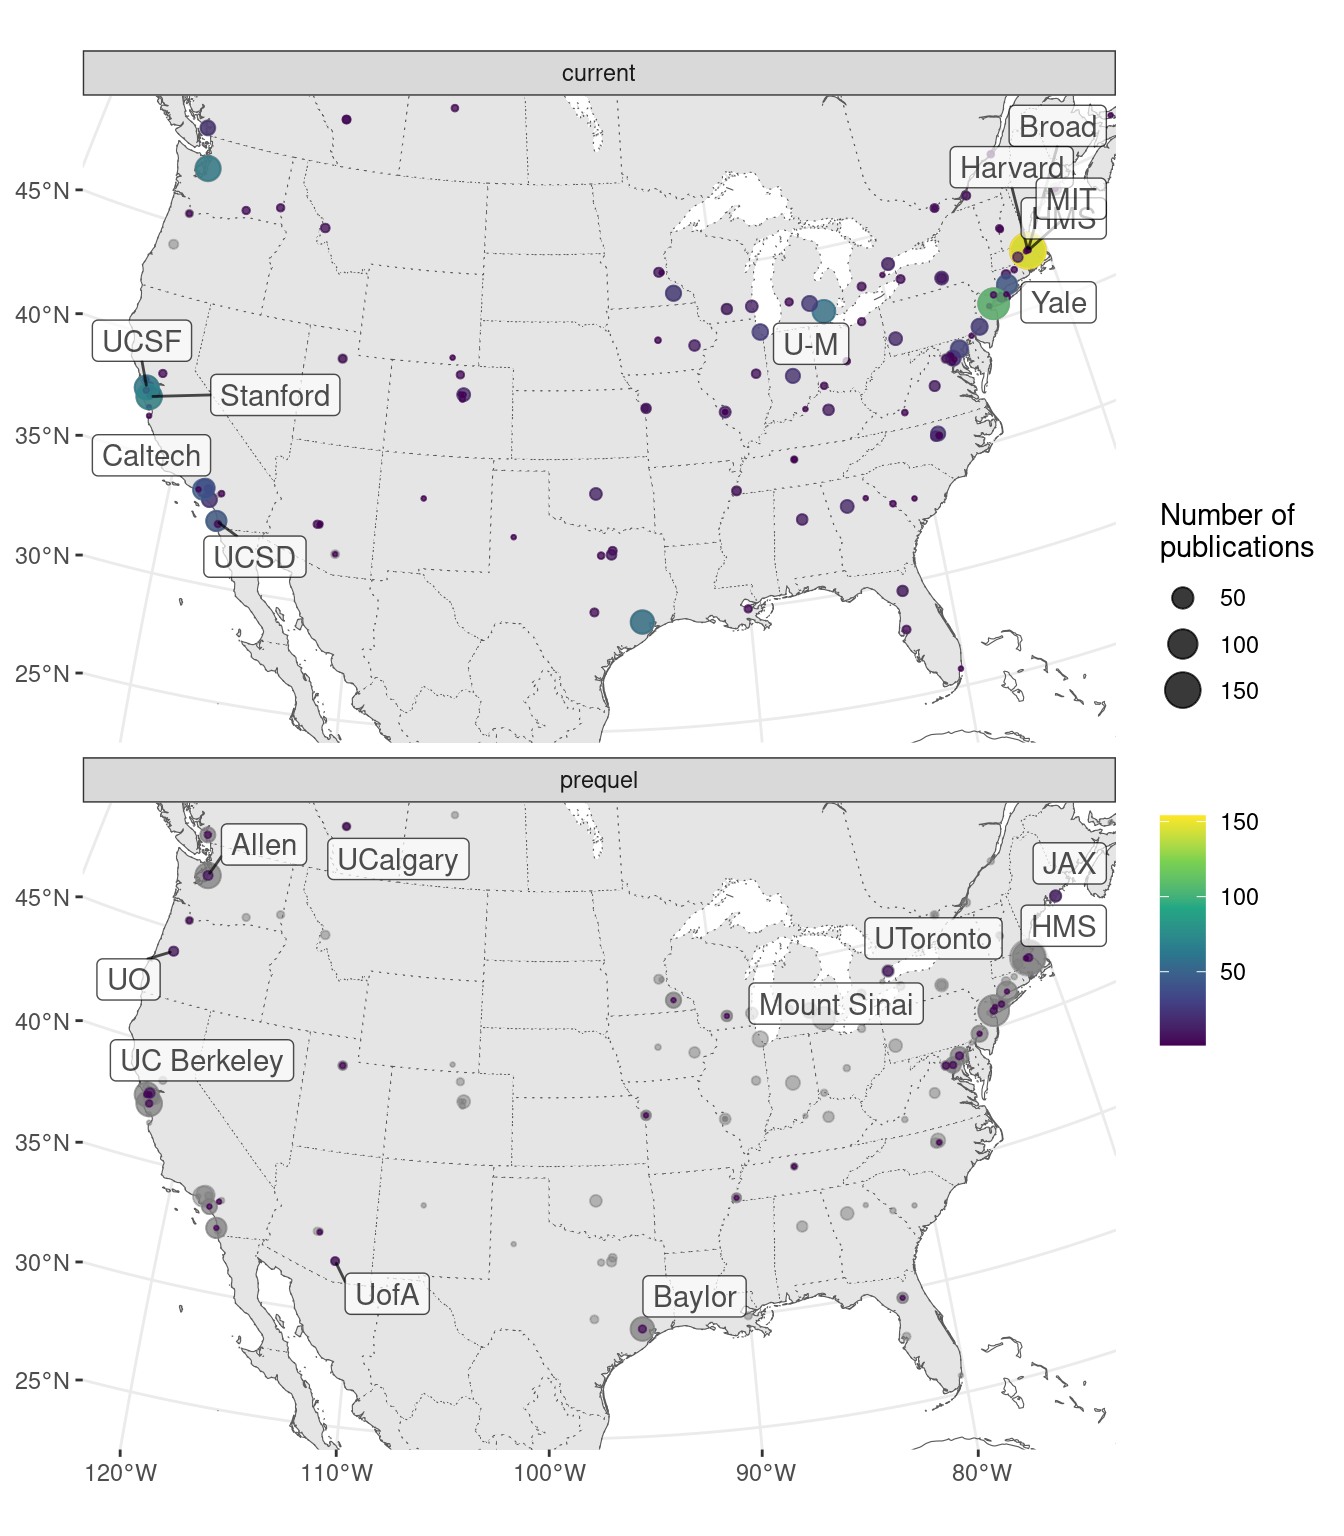 current
Broad
Harvard
MIT
HMS
Yale
U-M
UCSF
Stanford
Caltech
UCSD
45°N
40°N
35°N
30°N
25°N
prequel
Allen
UCalgary
JAX
HMS
UToronto
Mount Sinai
UO
UC Berkeley
UofA
Baylor
45°N
40°N
35°N
30°N
25°N
120°W
110°W
100°W
90°W
80°W
Number of
publications
50
100
150
150
100
50